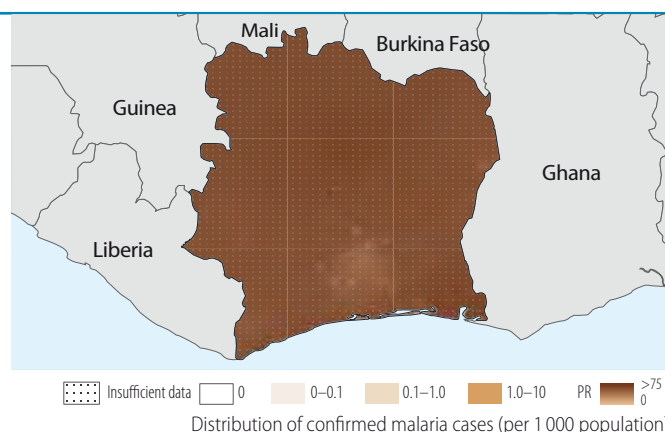 Mali
Burkina Faso
Guinea
Ghana
Liberia
Insufficient data 0 0–0.1 0.1–1.0 1.0–10 PR >75
0
Distribution of confirmed malaria cases (per 1 000 population)